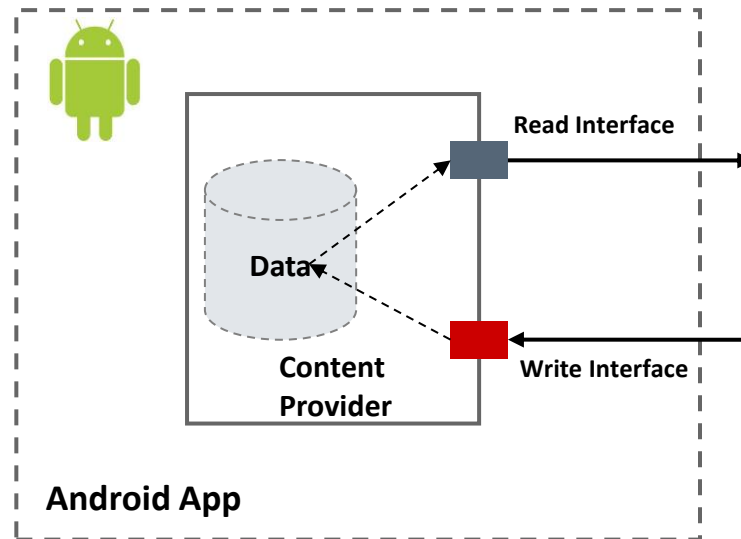 Read Interface
Data
Write Interface
Content
Provider
Android App